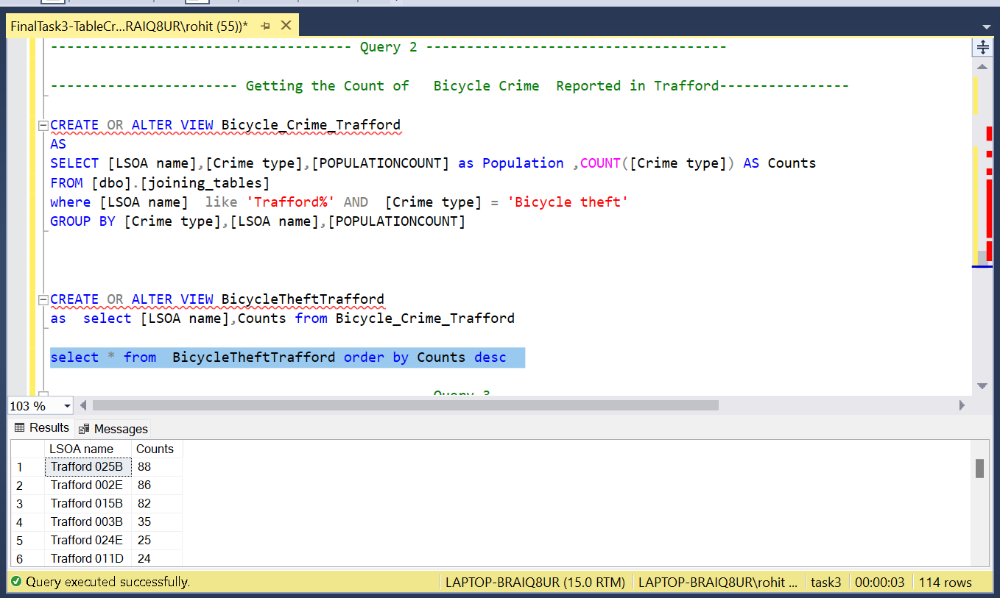 FinalTask3-TableCr...RAIQ8UR\rohit (55))*
------------------------------------- Query 2 -------------------------------------
----------------------- Getting the Count of   Bicycle Crime  Reported in Trafford----------------
CREATE OR ALTER VIEW Bicycle_Crime_Trafford
AS
SELECT [LSOA name],[Crime type],[POPULATIONCOUNT] as Population ,COUNT([Crime type]) AS Counts
FROM [dbo].[joining_tables]
where [LSOA name]  like 'Trafford%' AND  [Crime type] = 'Bicycle theft'
GROUP BY [Crime type],[LSOA name],[POPULATIONCOUNT]
CREATE OR ALTER VIEW BicycleTheftTrafford
as  select [LSOA name],Counts from Bicycle_Crime_Trafford
select * from  BicycleTheftTrafford order by Counts desc
Query 3
103 %
Results Messages
LSOA name Counts
1 Trafford 025B 88
2 Trafford 002E 86
3 Trafford 015B 82
4 Trafford 003B 35
5 Trafford 024E 25
6 Trafford 011D 24
Query executed successfully. LAPTOP-BRAIQ8UR (15.0 RTM) LAPTOP-BRAIQ8UR\rohit ... task3 00:00:03 114 rows